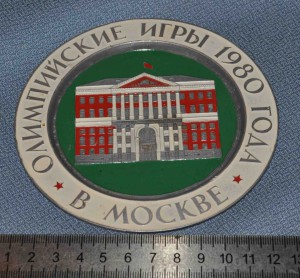 ОЛИМПИЙСКИЕ ИГРЫ · 1980 ГОДА
★ В МОСКВЕ ★
1 2 3 4 5 6 7 8 9 10 11 12